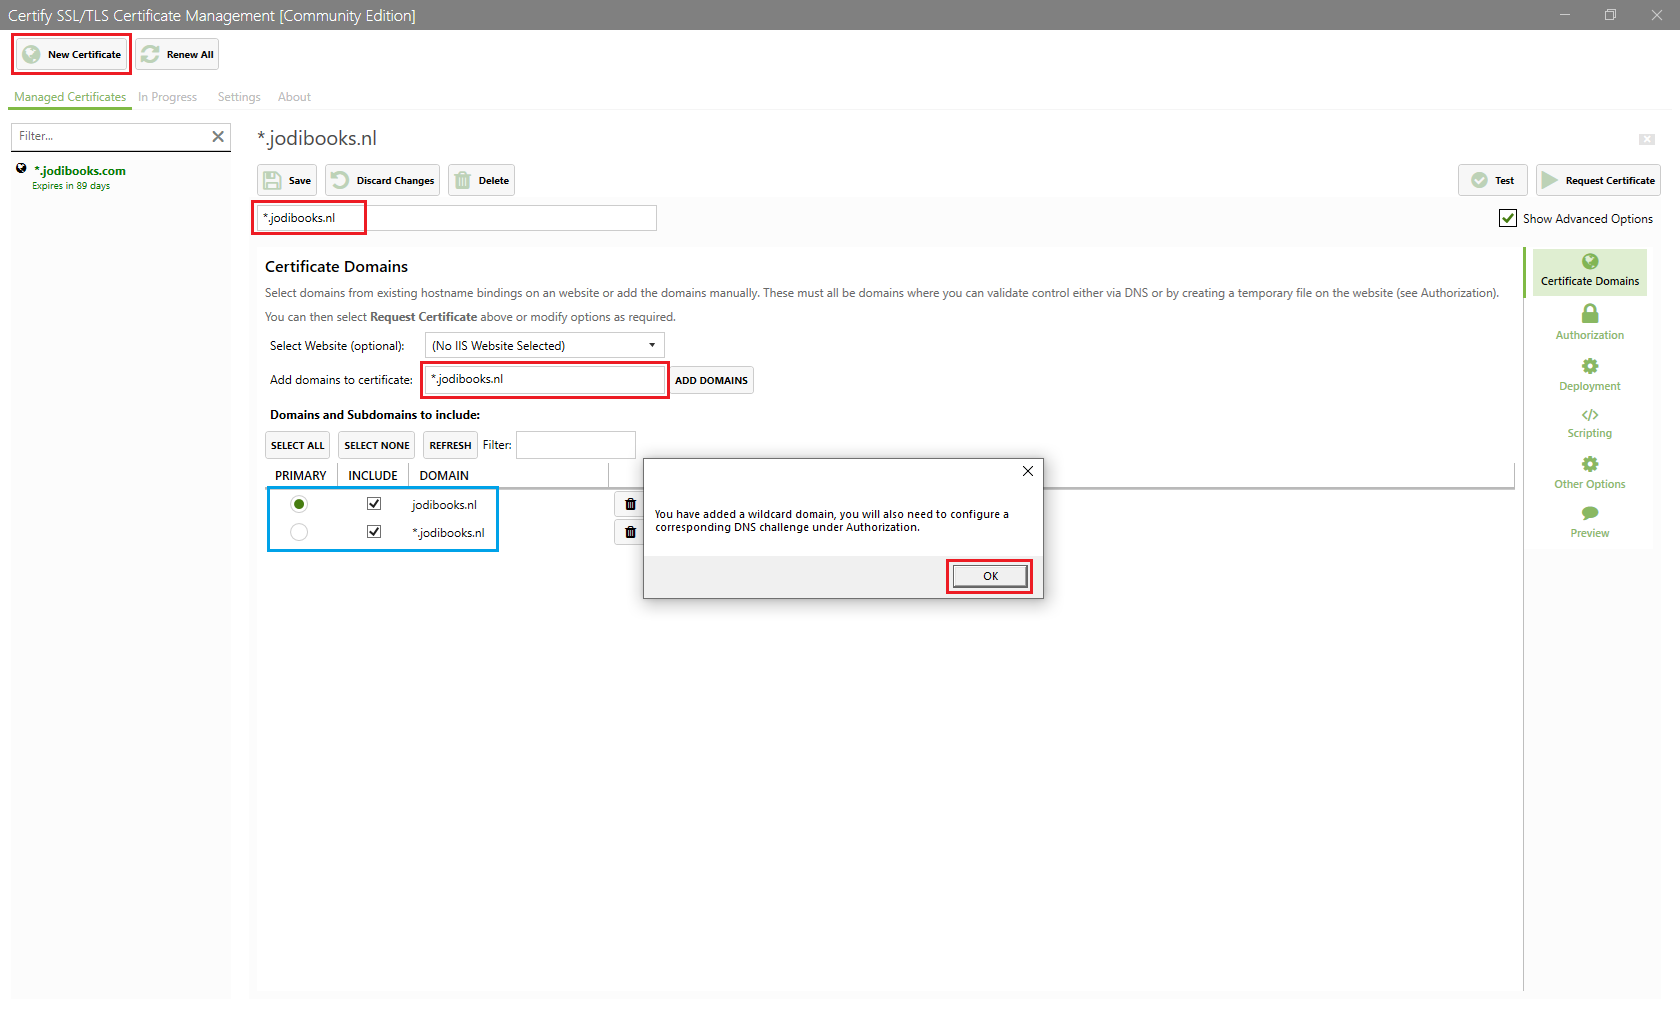 Certify SSL/TLS Certificate Management [Community Edition]
New Certificate
Renew All
Managed Certificates
In Progress
Settings
About
Filter...
*.jodibooks.com
Expires in 89 days
*.jodibooks.nl
Save
Discard Changes
Delete
Test
Request Certificate
*.jodibooks.nl
Show Advanced Options
Certificate Domains
Select domains from existing hostname bindings on an website or add the domains manually. These must all be domains where you can validate control either via DNS or by creating a temporary file on the website (see Authorization).
You can then select Request Certificate above or modify options as required.
Select Website (optional):
(No IIS Website Selected)
Add domains to certificate:
*.jodibooks.nl
ADD DOMAINS
Domains and Subdomains to include:
SELECT ALL
SELECT NONE
REFRESH
Filter:
PRIMARY
INCLUDE
DOMAIN
jodibooks.nl
*.jodibooks.nl
You have added a wildcard domain, you will also need to configure a
corresponding DNS challenge under Authorization.
OK
Certificate Domains
Authorization
Deployment
Scripting
Other Options
Preview